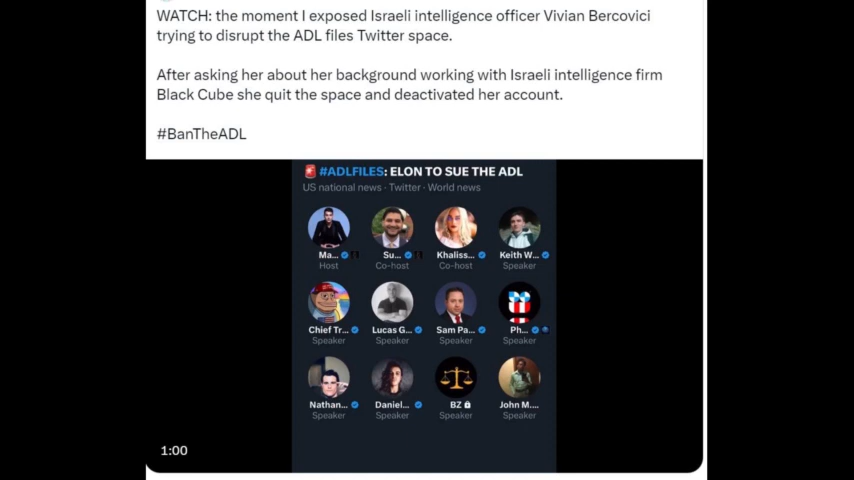 WATCH: the moment I exposed Israeli intelligence officer Vivian Bercovici
trying to disrupt the ADL files Twitter space.
After asking her about her background working with Israeli intelligence firm
Black Cube she quit the space and deactivated her account.
#BanTheADL
#ADLFILES: ELON TO SUE THE ADL
US national news · Twitter · World news
Ma... Su... Khaliss... Keith W...
Host Co-host Co-host Speaker
Chief Tr... Lucas G... Sam Pa... Ph...
Speaker Speaker Speaker Speaker
Nathan... Daniel... BZ John M....
Speaker Speaker Speaker Speaker
1:00